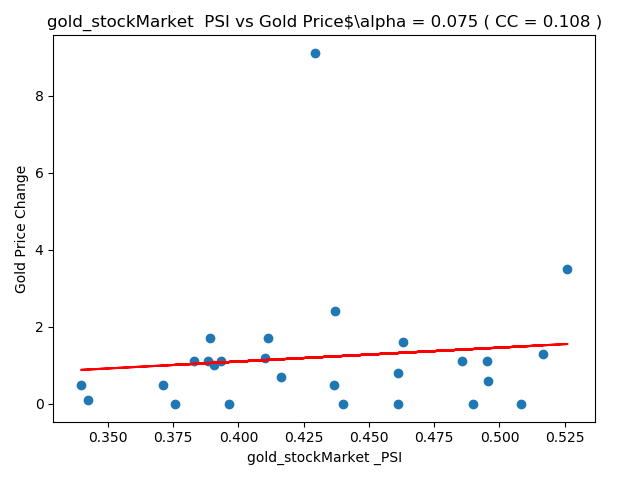 gold_stockMarket  PSI vs Gold Price$\alpha = 0.075 ( CC = 0.108 )
8
6
4
2
0
Gold Price Change
0.350 0.375 0.400 0.425 0.450 0.475 0.500 0.525
gold_stockMarket _PSI